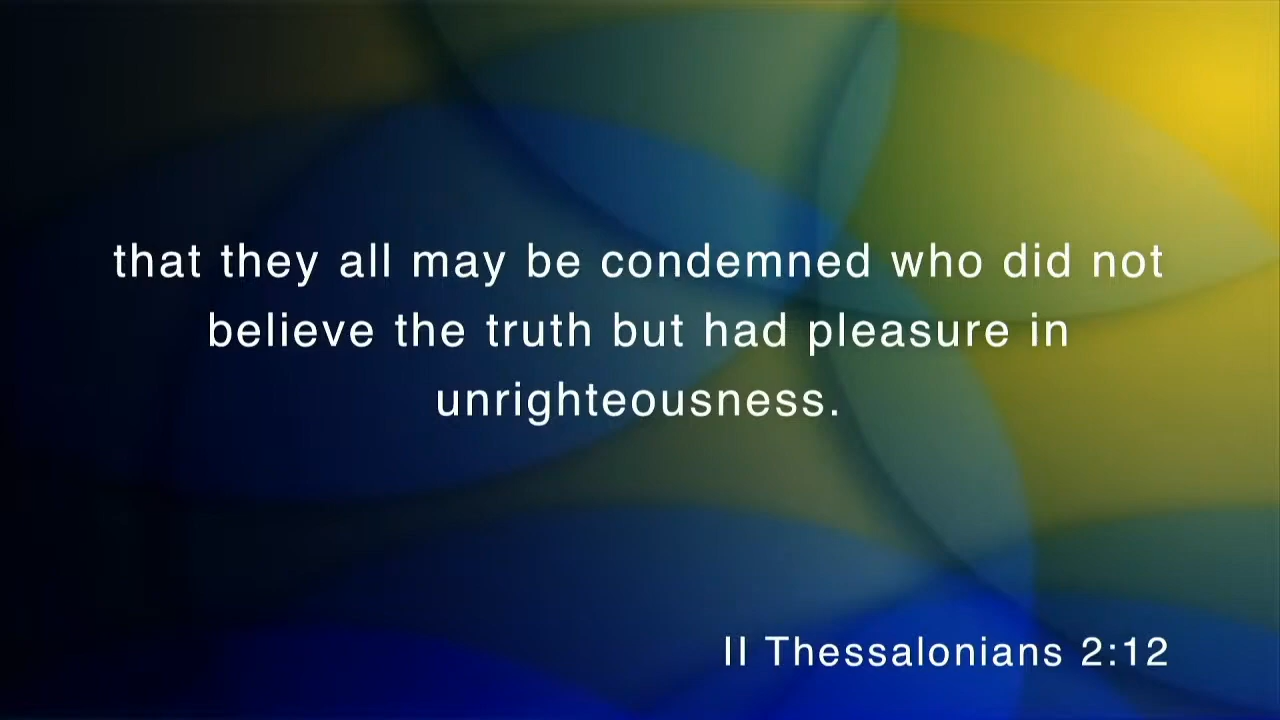 that they all may be condemned who did not
believe the truth but had pleasure in
unrighteousness.
II Thessalonians 2:12